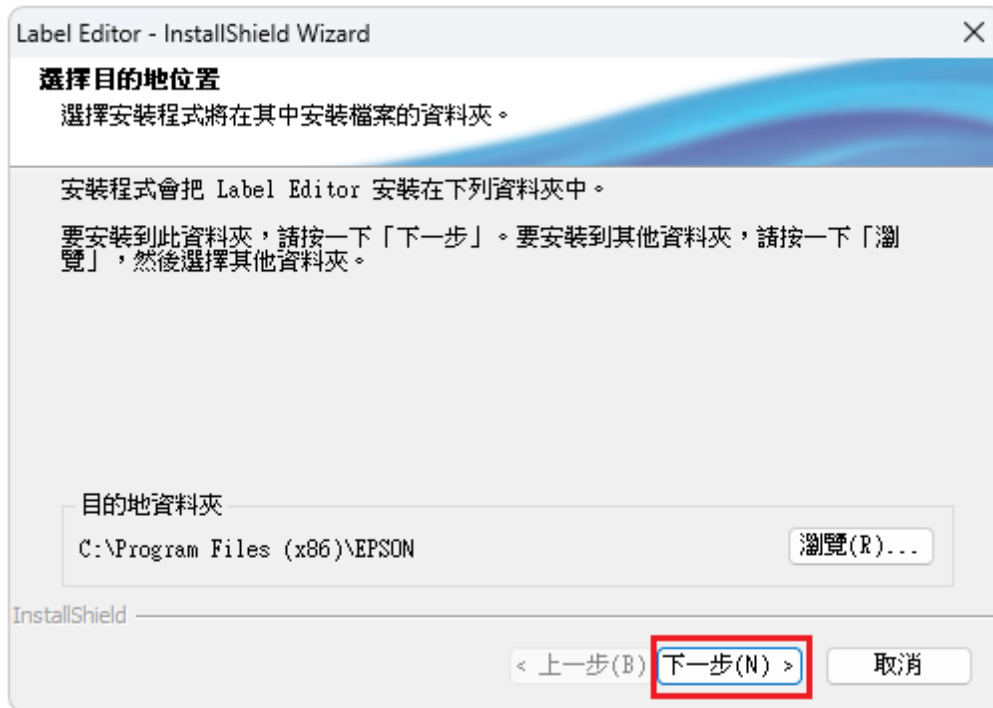 Label Editor - InstallShield Wizard
選擇目的地位置
選擇安裝程式將在其中安裝檔案的資料夾。
安裝程式會把 Label Editor 安裝在下列資料夾中。
要安裝到此資料夾,請按一下「下一步」。要安裝到其他資料夾,請按一下「瀏
覽」,然後選擇其他資料夾。
目的地資料夾
C:\Program Files (x86)\EPSON
瀏覽(R)...
InstallShield
< 上一步(B)
下一步(N) >
取消